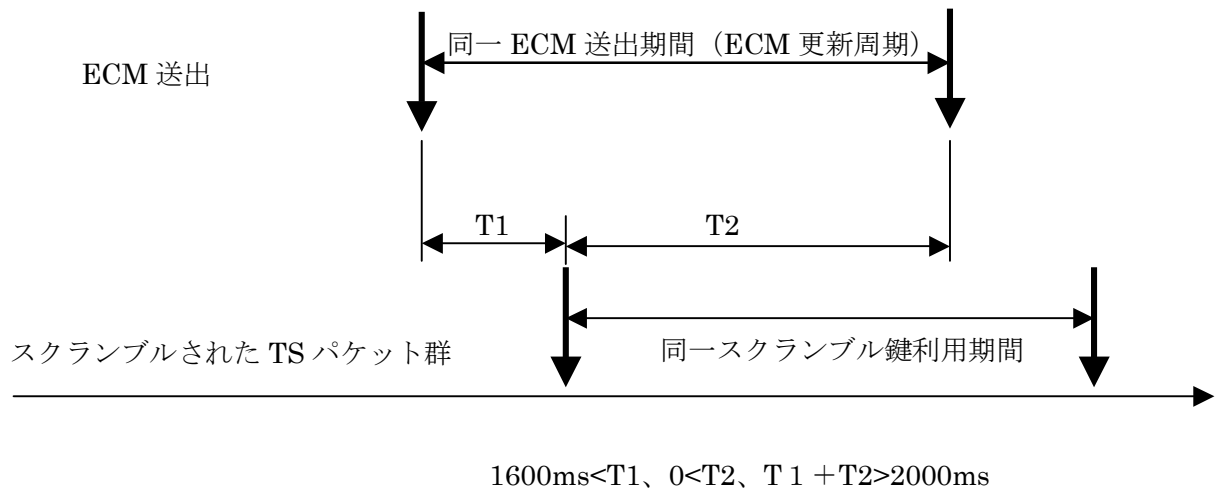 同一 ECM 送出期間（ECM 更新周期）
ECM 送出
T1
T2
スクランブルされた TS パケット群
同一スクランブル鍵利用期間
1600ms<T1、0<T2、T１＋T2>2000ms